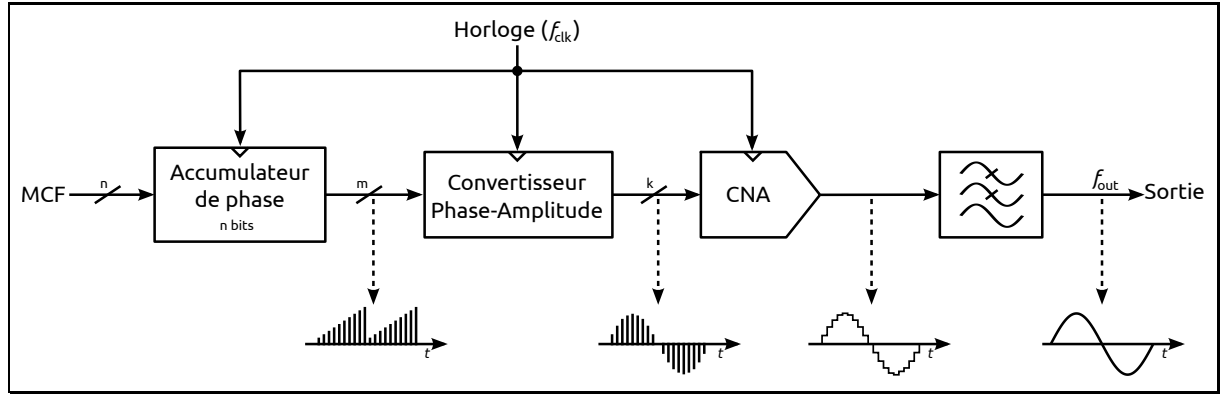 Horloge (fclk)
MCF
n
Accumulateur
de phase
n bits
m
Convertisseur
Phase-Amplitude
k
CNA
fout
Sortie
t
t
t
t